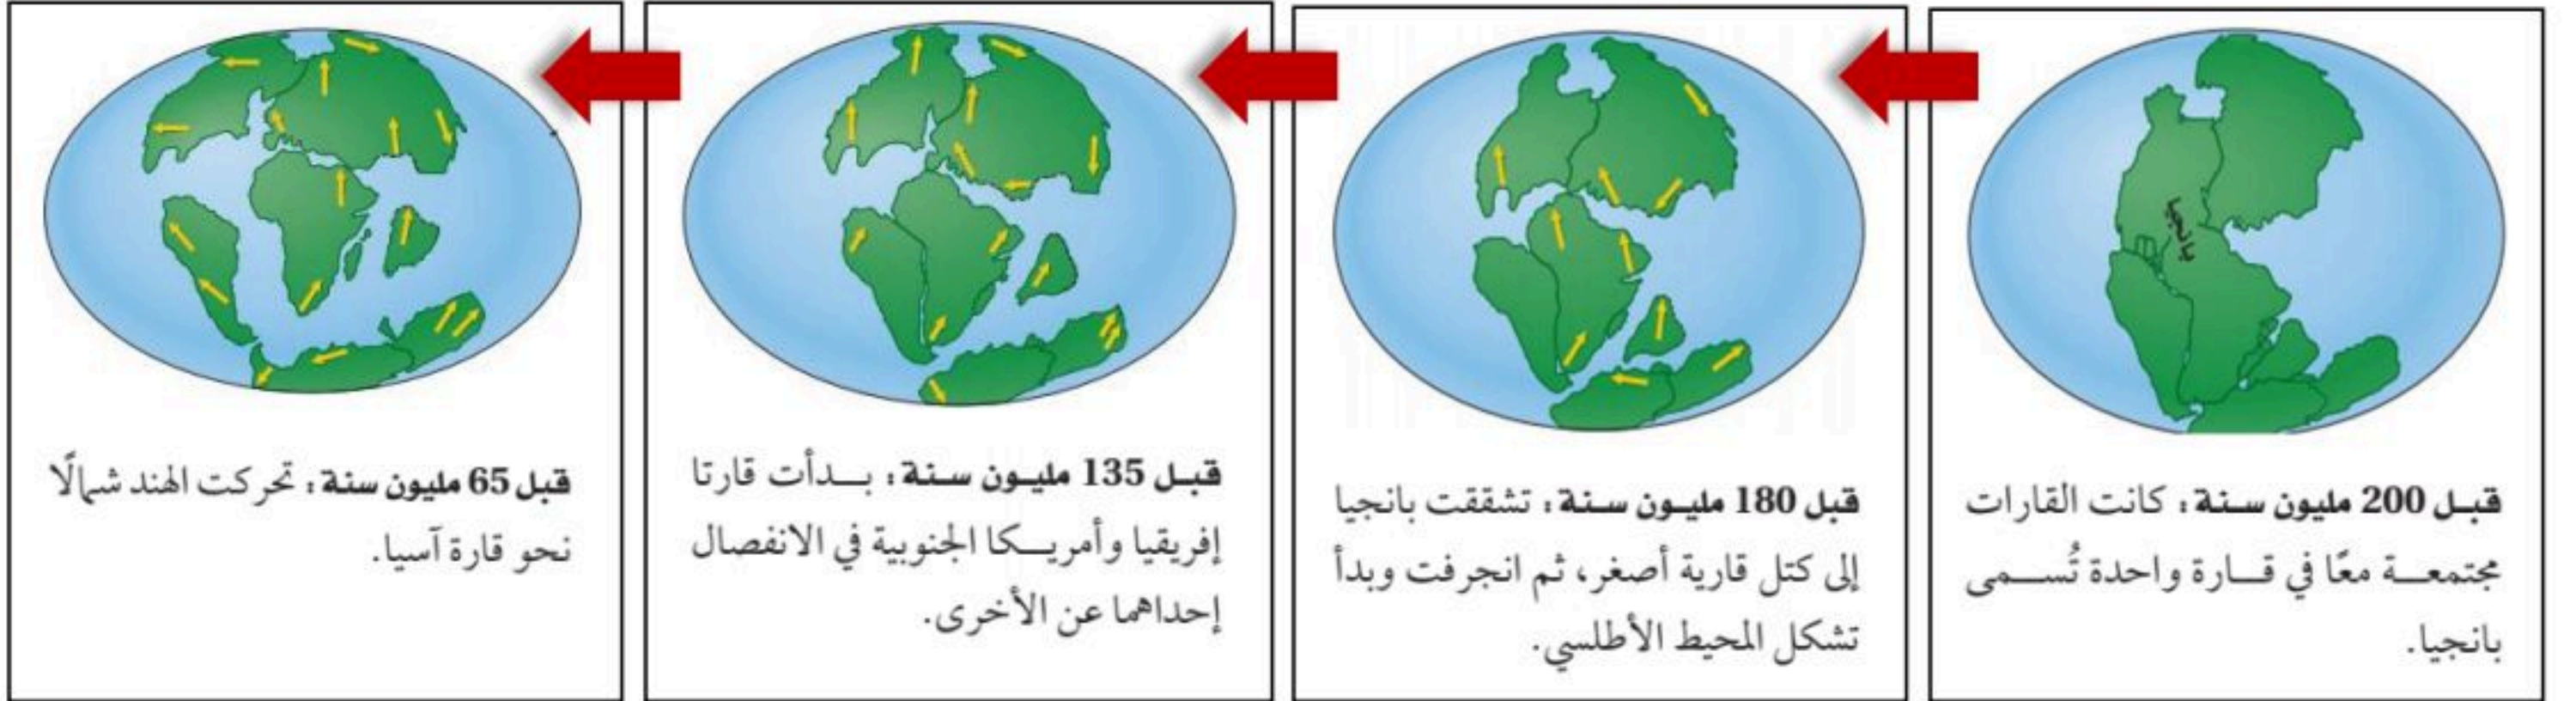 بانجيا
قبل 200 مليون سنة: كانت القارات
مجتمعة معًا في قارة واحدة تُسمى
بانجيا.
قبل 180 مليون سنة: تشققت بانجيا
إلى كتل قارية أصغر، ثم انجرفت وبدأ
تشكل المحيط الأطلسي.
قبل 135 مليون سنة: بدأت قارتا
إفريقيا وأمريكا الجنوبية في الانفصال
إحداهما عن الأخرى.
قبل 65 مليون سنة: تحركت الهند شمالًا
نحو قارة آسيا.